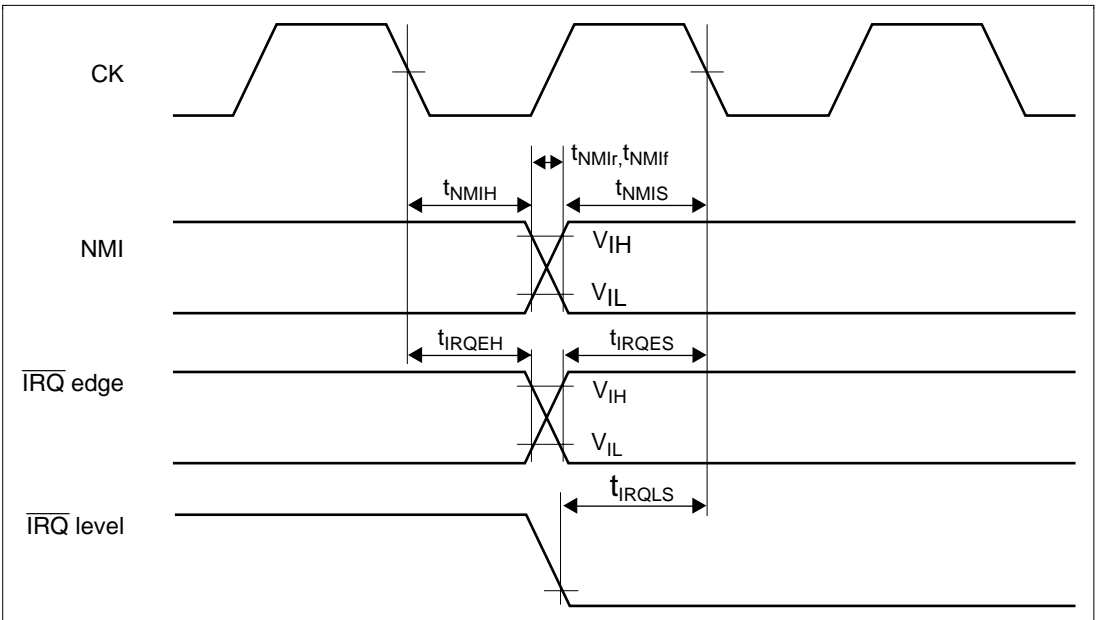 CK
tNMIr,tNMIf
tNMIH
tNMIS
NMI
VIH
VIL
tIRQEH
tIRQES
IRQ edge
VIH
VIL
tIRQLS
IRQ level